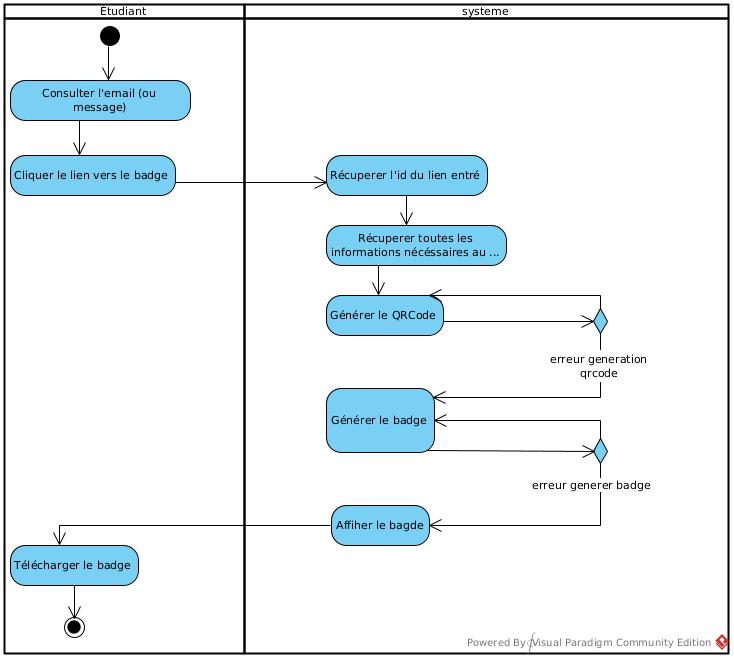 Étudiant
systeme
Consulter l'email (ou
message)
Cliquer le lien vers le badge
Récuperer l'id du lien entré
Récuperer toutes les
informations nécéssaires au ...
Générer le QRCode
erreur generation
qrcode
Générer le badge
erreur generer badge
Affiher le bagde
Télécharger le badge
Powered By Visual Paradigm Community Edition